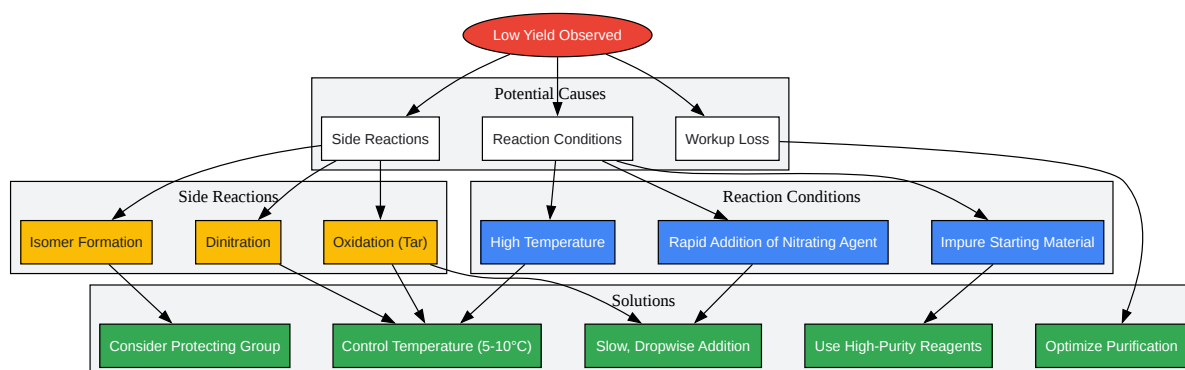 Low Yield Observed
Potential Causes
Side Reactions
Reaction Conditions
Workup Loss
Side Reactions
Reaction Conditions
Isomer Formation
Dinitration
Oxidation (Tar)
High Temperature
Rapid Addition of Nitrating Agent
Impure Starting Material
Solutions
Consider Protecting Group
Control Temperature (5-10°C)
Slow, Dropwise Addition
Use High-Purity Reagents
Optimize Purification